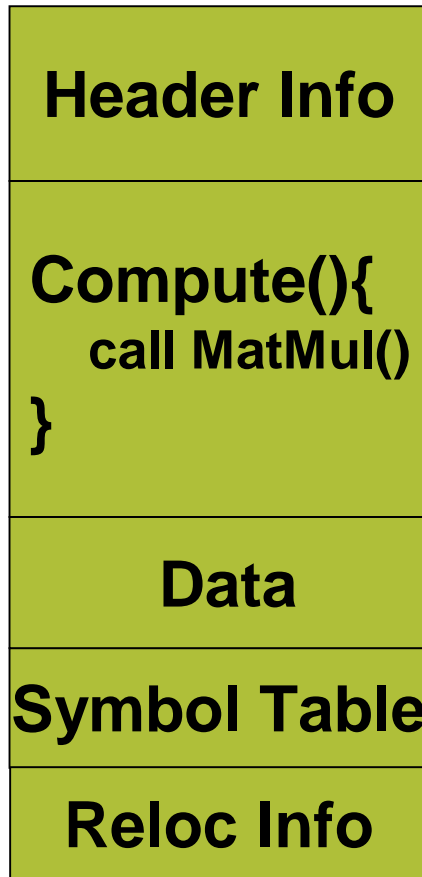 Header Info
Compute(){
call MatMul()
}
Data
Symbol Table
Reloc Info